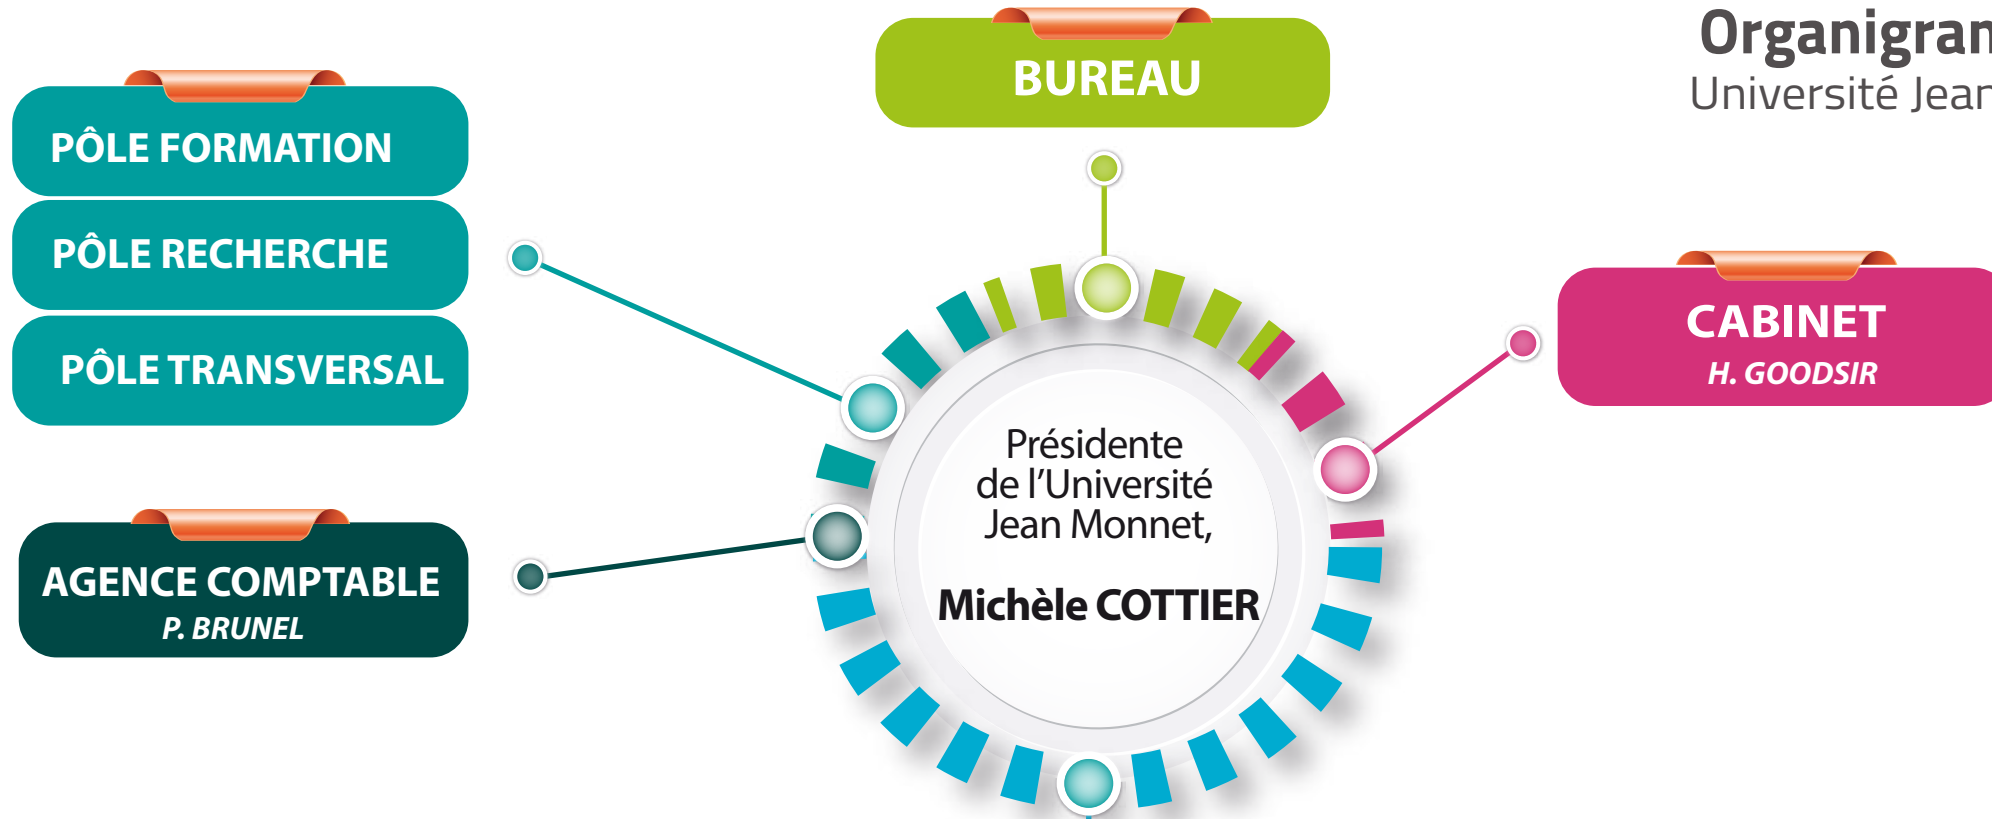 Organigran
Université Jean
BUREAU
PÔLE FORMATION
PÔLE RECHERCHE
PÔLE TRANSVERSAL
CABINET
H. GOODSIR
Présidente
de l'Université
Jean Monnet,
Michèle COTTIER
AGENCE COMPTABLE
P. BRUNEL